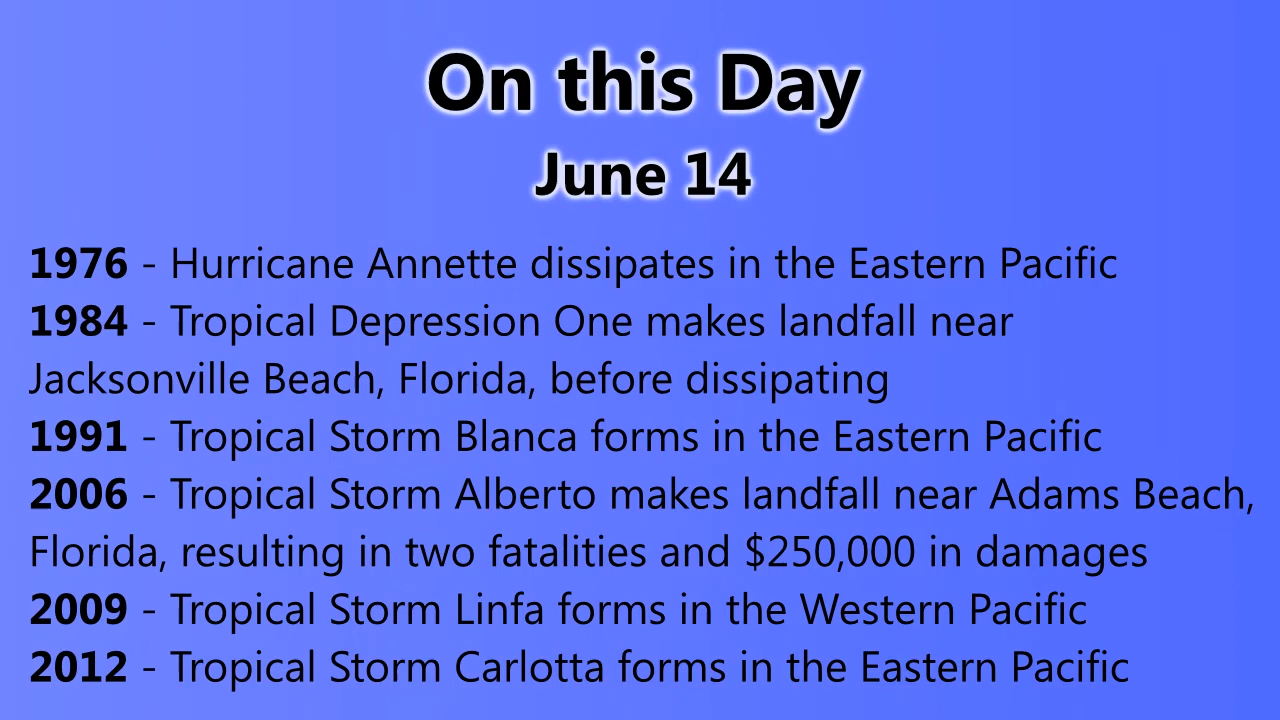 On this Day
June 14
1976 - Hurricane Annette dissipates in the Eastern Pacific
1984 - Tropical Depression One makes landfall near
Jacksonville Beach, Florida, before dissipating
1991 - Tropical Storm Blanca forms in the Eastern Pacific
2006 - Tropical Storm Alberto makes landfall near Adams Beach,
Florida, resulting in two fatalities and $250,000 in damages
2009 - Tropical Storm Linfa forms in the Western Pacific
2012 - Tropical Storm Carlotta forms in the Eastern Pacific